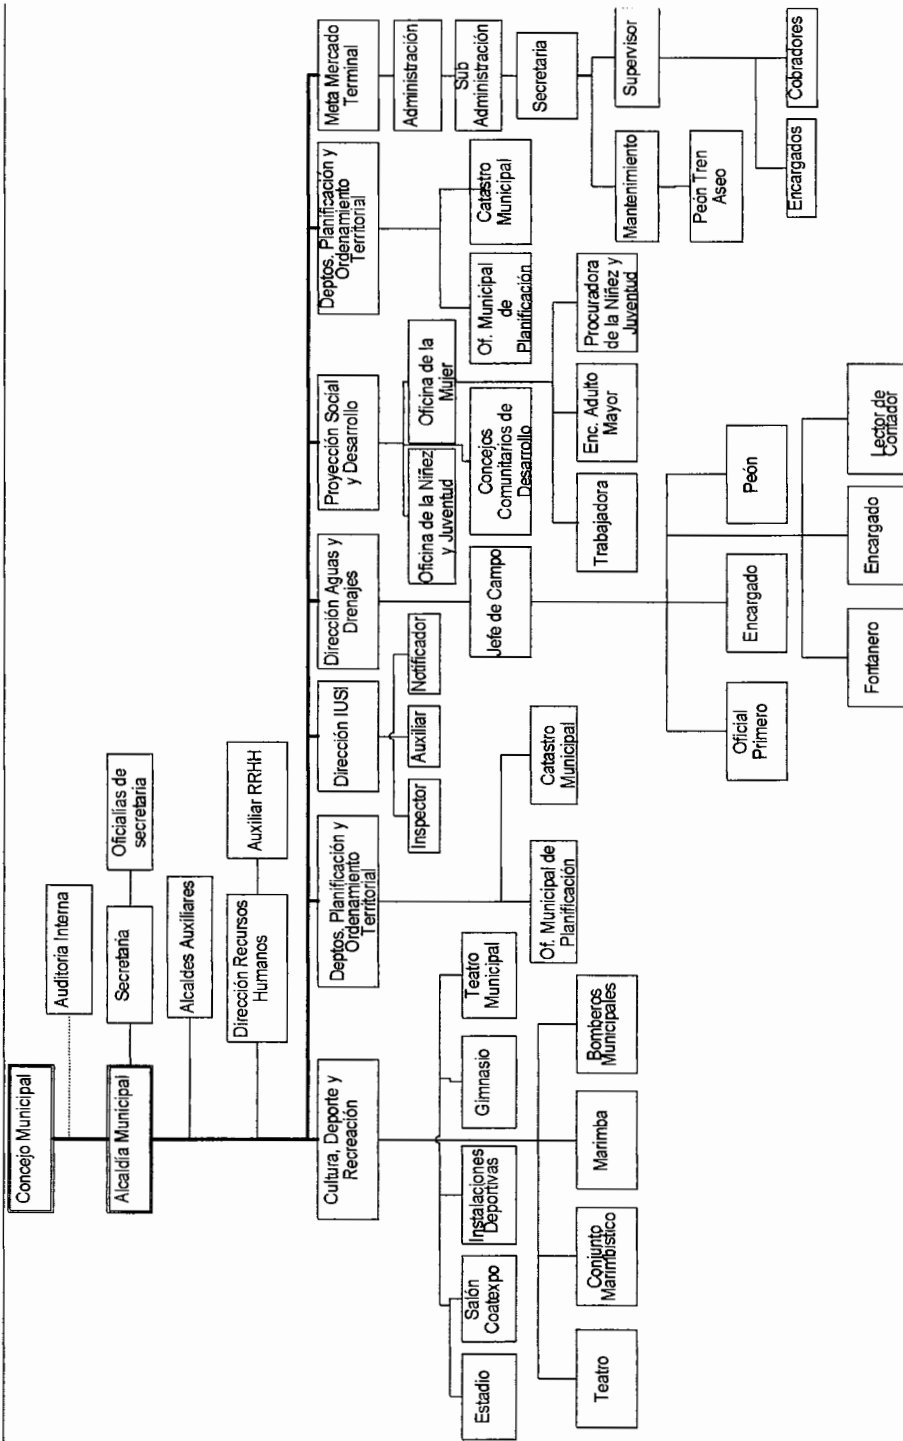 Concejo Municipal
Auditoría Interna
Alcaldía Municipal
Secretaría
Oficialías de
secretaria
Alcaldes Auxiliares
Dirección Recursos
Humanos
Auxiliar RRHH
Cultura, Deporte y
Recreación
Deptos, Planificación y
Ordenamiento
Territorial
Dirección IUSI
Dirección Aguas y
Drenajes
Proyección Social
y Desarrollo
Deptos, Planificación y
Ordenamiento
Territorial
Meta Mercado
Terminal
Inspector
Auxiliar
Notificador
Oficina de la Niñez
y Juventud
Oficina de la
Mujer
Administración
Estadio
Salón
Coatexpo
Instalaciones
Deportivas
Gimnasio
Teatro
Municipal
Jefe de Campo
Concejos
Comunitarios de
Desarrollo
Of. Municipal
de
Planificación
Catastro
Municipal
Sub
Administración
Of. Municipal de
Planificación
Catastro
Municipal
Secretaria
Teatro
Conjunto
Marimbístico
Marimba
Bomberos
Municipales
Trabajadora
Enc. Adulto
Mayor
Procuradora
de la Niñez y
Juventud
Mantenimiento
Supervisor
Peón Tren
Aseo
Oficial
Primero
Encargado
Peón
Encargados
Cobradores
Fontanero
Encargado
Lector de
Contador